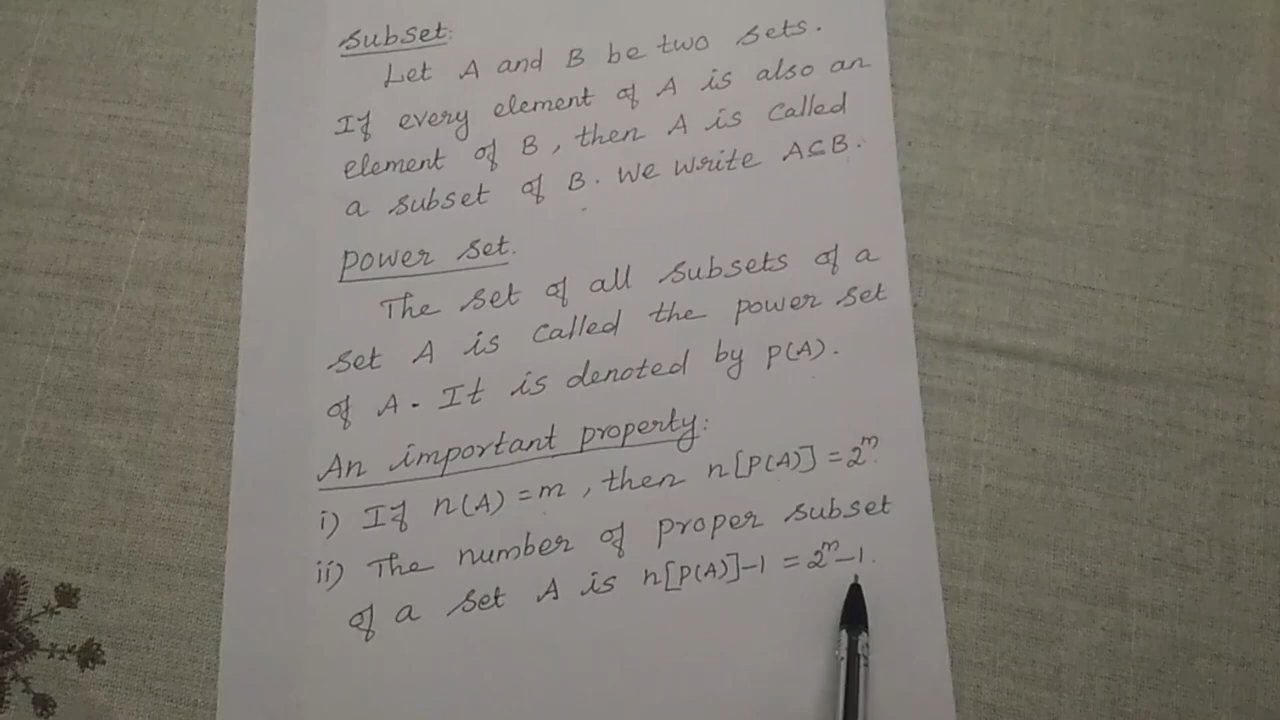 Subset:
Let A and B be two sets.
If every element of A is also an
element of B, then A is called
a subset of B. We write A⊆B.
Power set.
The set of all subsets of a
set A is called the power set
of A. It is denoted by P(A).
An important property:
i) If n(A) = m, then n[P(A)] = 2^m.
ii) The number of proper subset
of a set A is n[P(A)]-1 = 2^m-1.